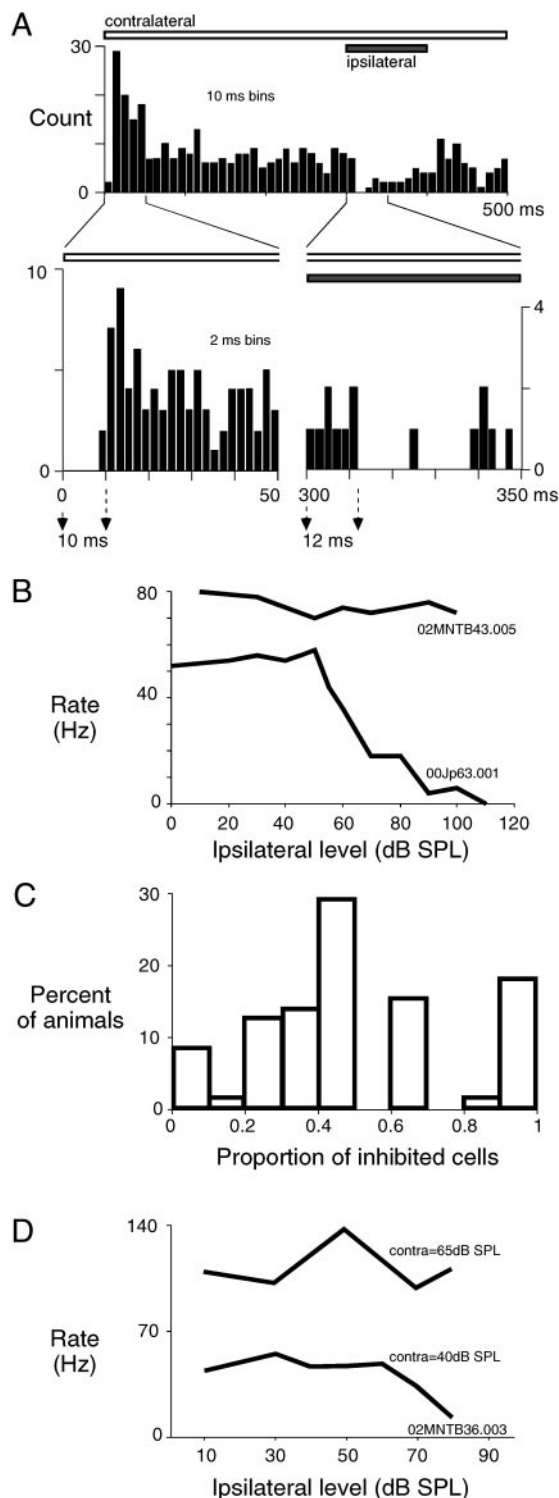 A
contralateral
ipsilateral
30
10 ms bins
Count
0
500 ms
10
2 ms bins
4
2
0
0
0
50
300
350 ms
10 ms
12 ms
B
80
02MNTB43.005
40
Rate
(Hz)
00Jp63.001
0
0
20
40
60
80
100
120
Ipsilateral level (dB SPL)
C
30
20
Percent
of animals
10
0
0
0.2
0.4
0.6
0.8
1
Proportion of inhibited cells
D
140
contra=65dB SPL
Rate
(Hz)
70
contra=40dB SPL
02MNTB36.003
0
10
30
50
70
90
Ipsilateral level (dB SPL)